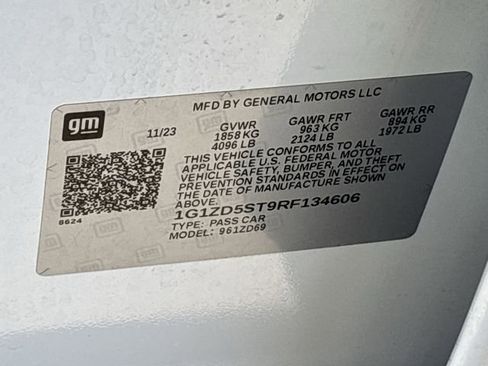 gm
MFD BY GENERAL MOTORS LLC
11/23 GVWR GAWR FRT GAWR RR
1858 KG 963 KG 894 KG
4096 LB 2124 LB 1972 LB
THIS VEHICLE CONFORMS TO ALL
APPLICABLE U.S. FEDERAL MOTOR
VEHICLE SAFETY, BUMPER, AND THEFT
PREVENTION STANDARDS IN EFFECT ON
THE DATE OF MANUFACTURE SHOWN
ABOVE.
1G1ZD5ST9RF134606
TYPE: PASS CAR
MODEL: 961ZD69
8624